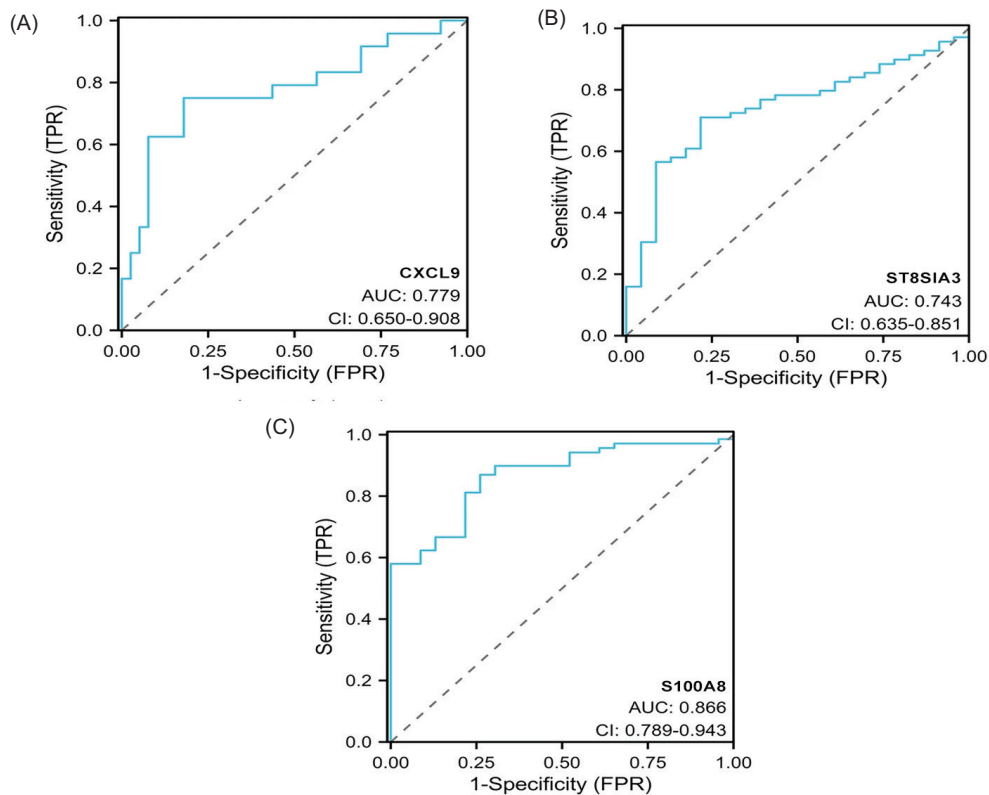 (A)
1.0
0.8
0.6
0.4
0.2
0.0
Sensitivity (TPR)
CXCL9
AUC: 0.779
CI: 0.650-0.908
0.00 0.25 0.50 0.75 1.00
1-Specificity (FPR)
(B)
1.0
0.8
0.6
0.4
0.2
0.0
Sensitivity (TPR)
ST8SIA3
AUC: 0.743
CI: 0.635-0.851
0.00 0.25 0.50 0.75 1.00
1-Specificity (FPR)
(C)
1.0
0.8
0.6
0.4
0.2
0.0
Sensitivity (TPR)
S100A8
AUC: 0.866
CI: 0.789-0.943
0.00 0.25 0.50 0.75 1.00
1-Specificity (FPR)